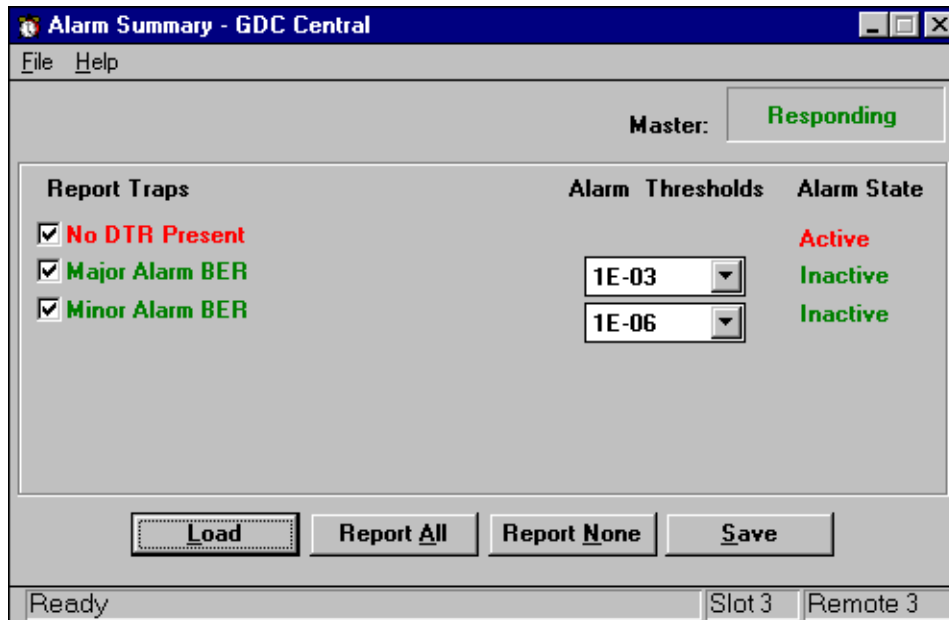 Alarm Summary - GDC Central
File Help
Master: Responding
Report Traps Alarm Thresholds Alarm State
No DTR Present Active
Major Alarm BER 1E-03 Inactive
Minor Alarm BER 1E-06 Inactive
Load Report All Report None Save
Ready Slot 3 Remote 3